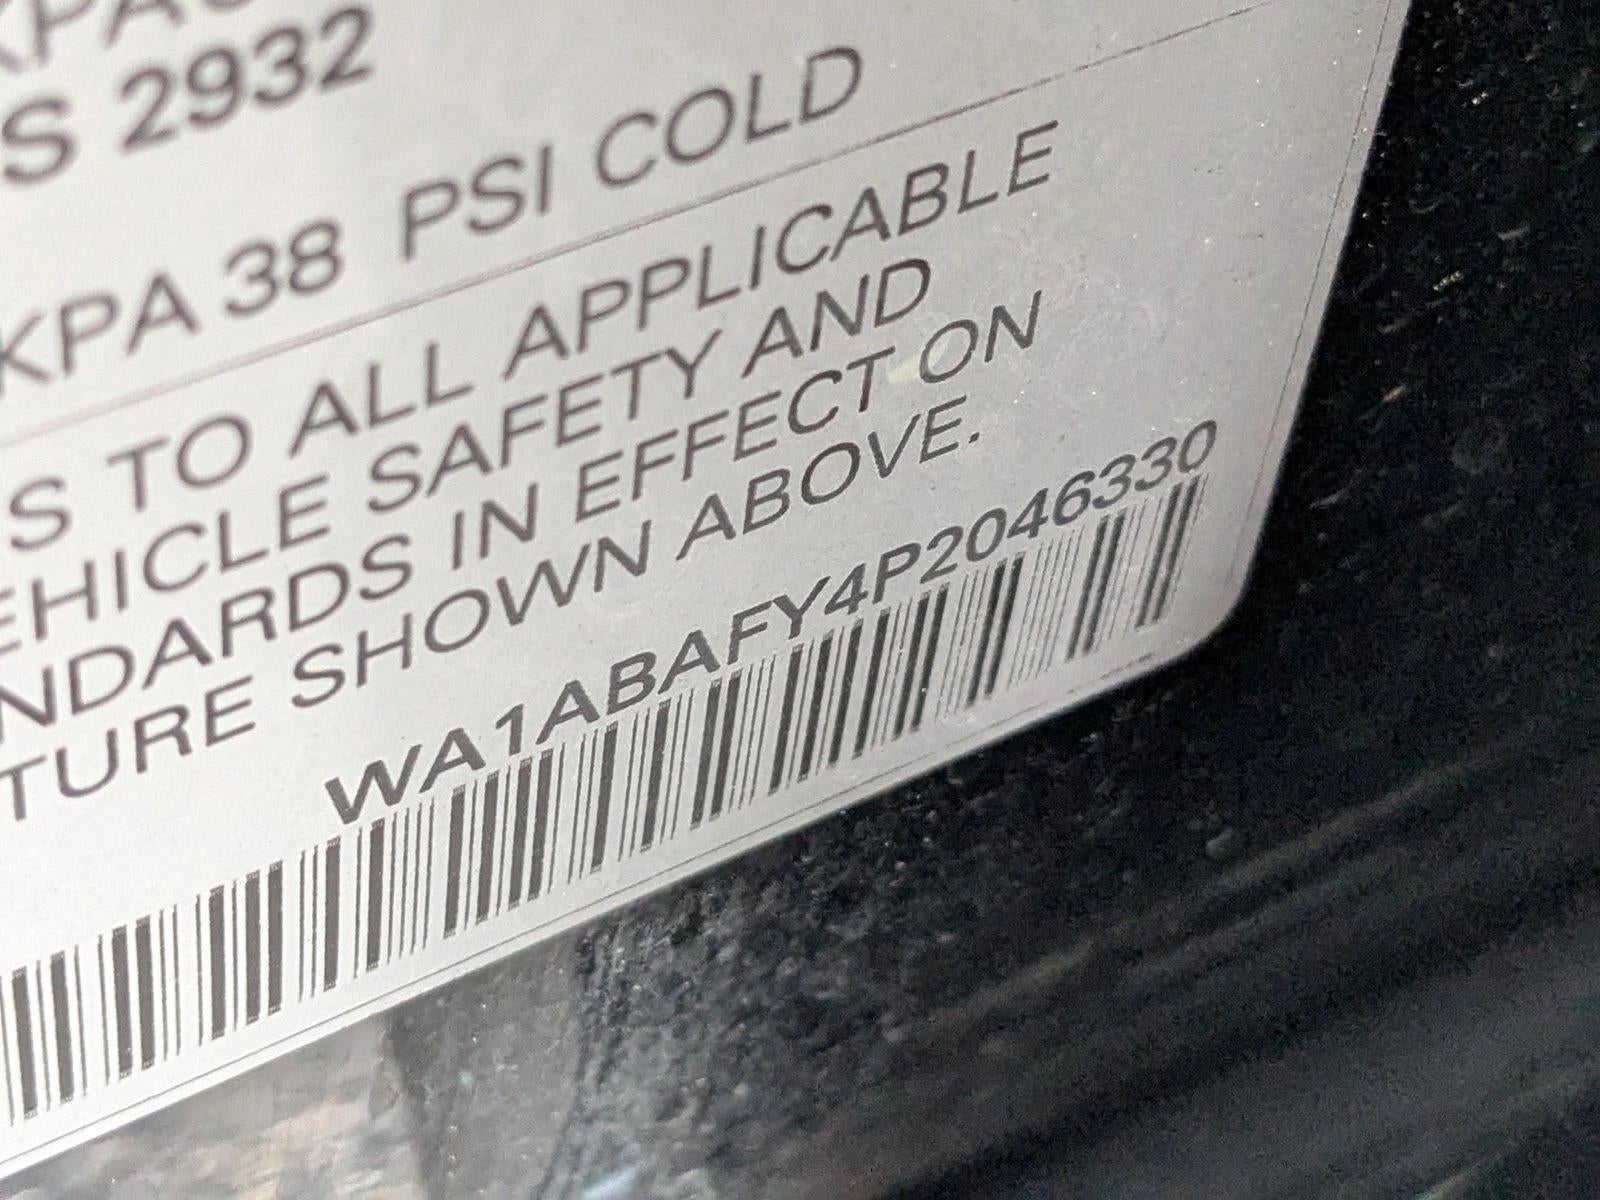 S 2932
KPA 38 PSI COLD
S TO ALL APPLICABLE
EHICLE SAFETY AND
NDARDS IN EFFECT ON
TURE SHOWN ABOVE.
WA1ABAFY4P2046330